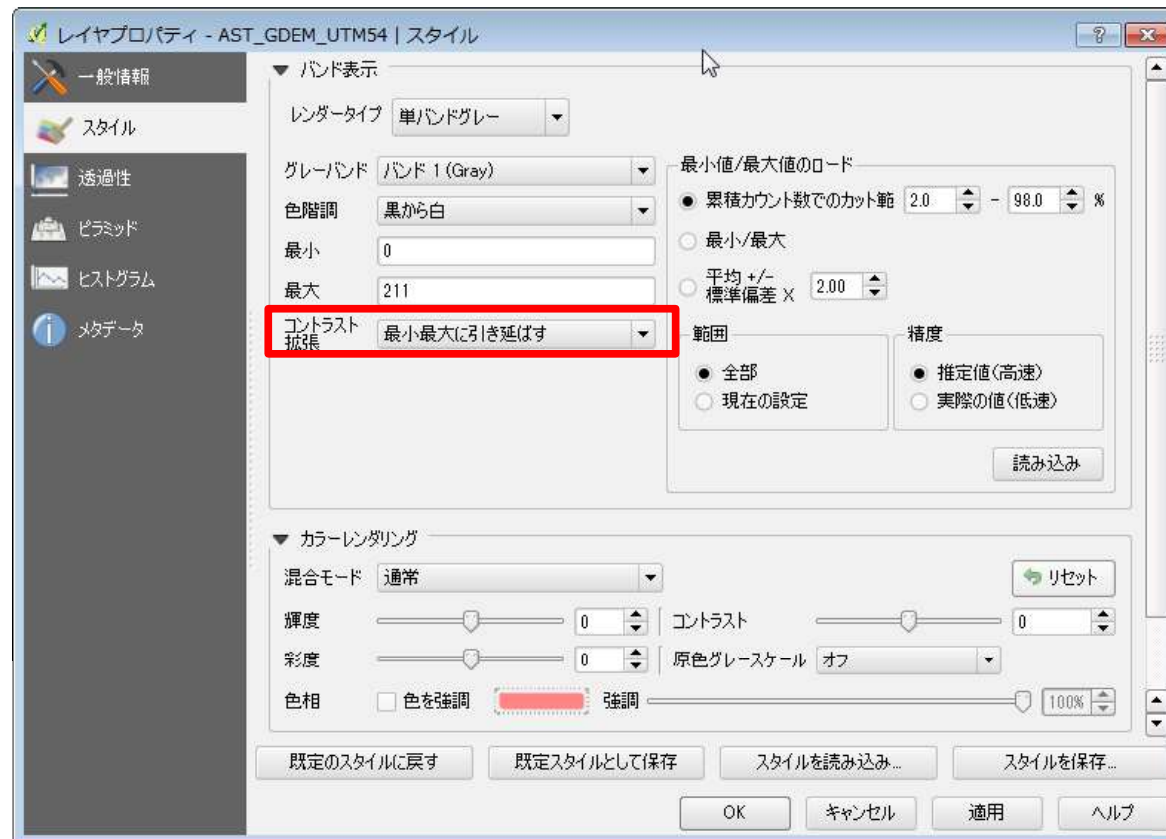 レイヤプロパティ - AST_GDEM_UTM54 | スタイル
一般情報
スタイル
透過性
ピラミッド
ヒストグラム
メタデータ
バンド表示
レンダータイプ 単バンドグレー
グレーバンド バンド 1 (Gray)
色階調 黒から白
最小 0
最大 211
コントラスト
拡張
最小最大に引き延ばす
最小値/最大値のロード
累積カウント数でのカット範 2.0 - 98.0 %
最小/最大
平均 +/-
標準偏差 × 2.00
範囲
全部
現在の設定
精度
推定値(高速)
実際の値(低速)
読み込み
カラーレンダリング
混合モード 通常
リセット
輝度 0 コントラスト 0
彩度 0 原色グレースケール オフ
色相 色を強調 強調 100%
既定のスタイルに戻す 既定スタイルとして保存 スタイルを読み込み... スタイルを保存...
OK キャンセル 適用 ヘルプ